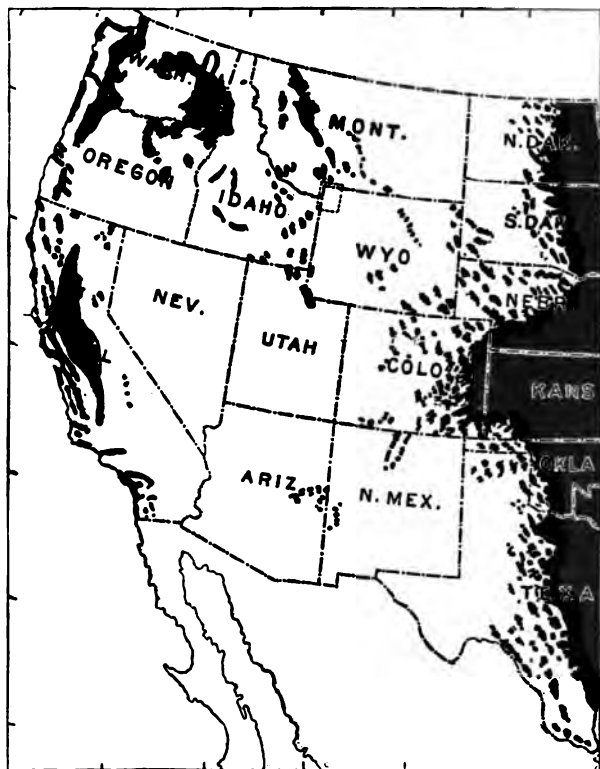 WASH.
MONT.
N.DAK.
OREGON
IDAHO
S.DAK
WYO
NEBR
NEV.
UTAH
COLO
KANS
ARIZ
N. MEX.
OKLA
TEXA